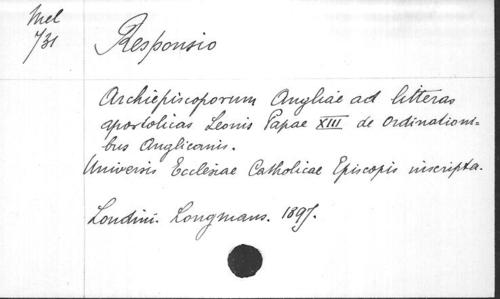 Mel
/31
Responsio
Archiepiscoporum Angliae ad litteras
apostolicas Leonis Papae XIII de Ordinationi-
bus Anglicanis.
Universis Ecclesiae Catholicae Episcopis inscripta.
Londini. Longmans. 1897.